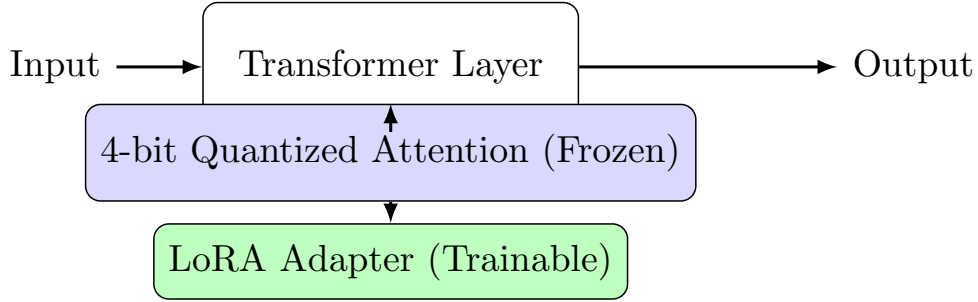 Input
Transformer Layer
Output
4-bit Quantized Attention (Frozen)
LoRA Adapter (Trainable)